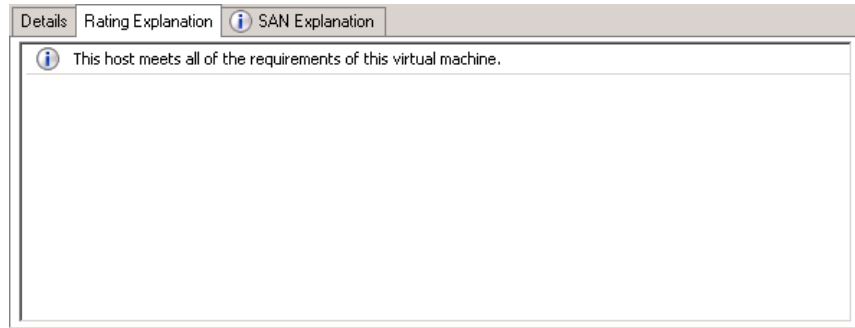 Details Rating Explanation SAN Explanation
This host meets all of the requirements of this virtual machine.